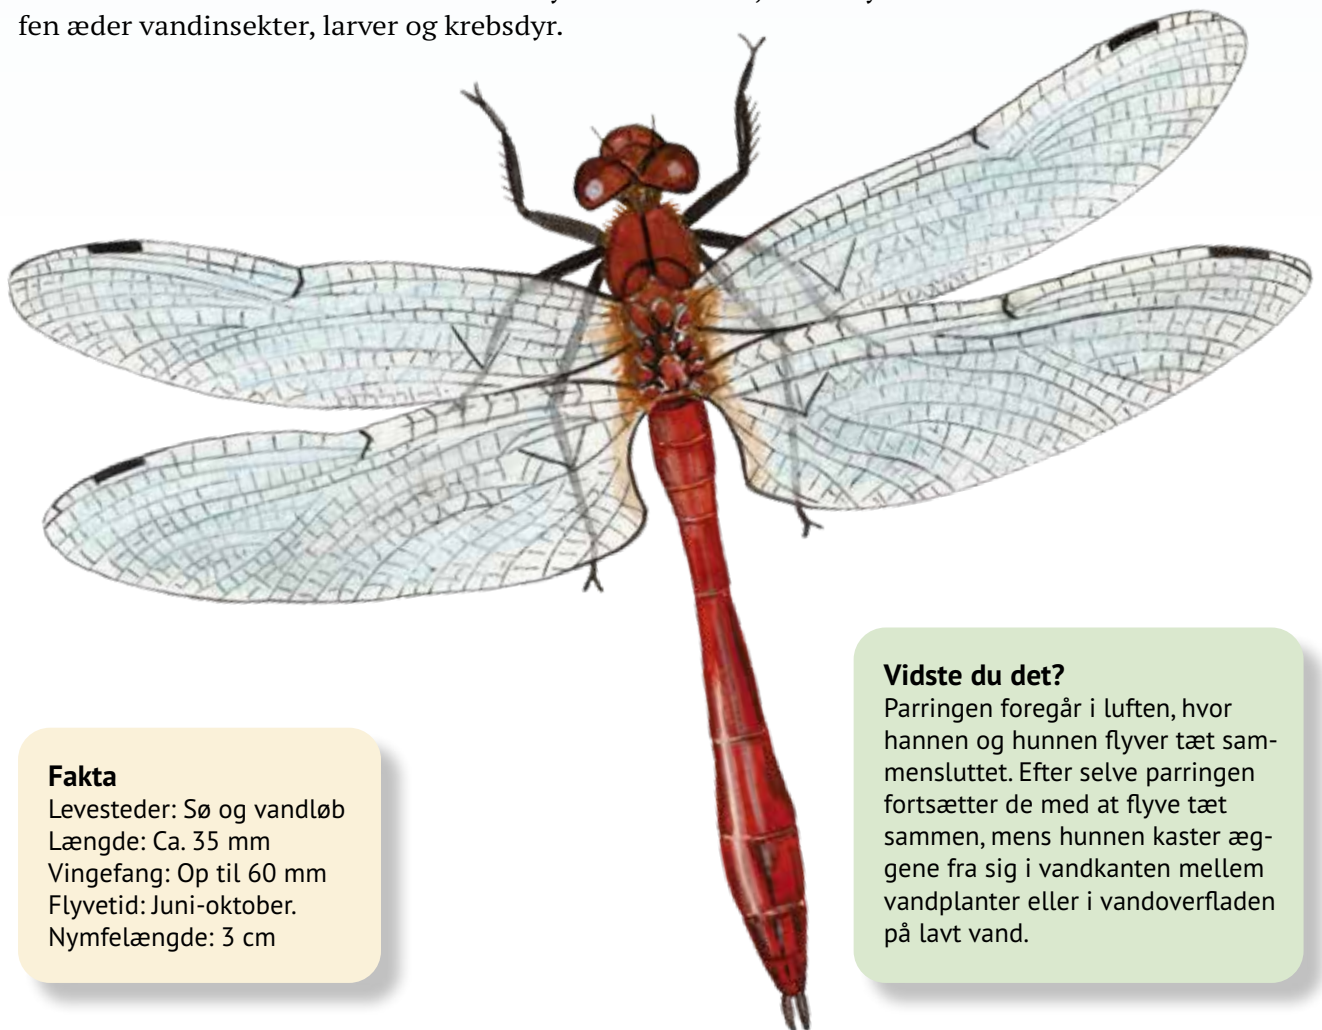 fen æder vandinsekter, larver og krebsdyr.
Fakta
Levesteder: Sø og vandløb
Længde: Ca. 35 mm
Vingefang: Op til 60 mm
Flyvetid: Juni-oktober.
Nymfelængde: 3 cm
Vidste du det?
Parringen foregår i luften, hvor
hannen og hunnen flyver tæt sam-
mensluttet. Efter selve parringen
fortsætter de med at flyve tæt
sammen, mens hunnen kaster æg-
gene fra sig i vandkanten mellem
vandplanter eller i vandoverfladen
på lavt vand.